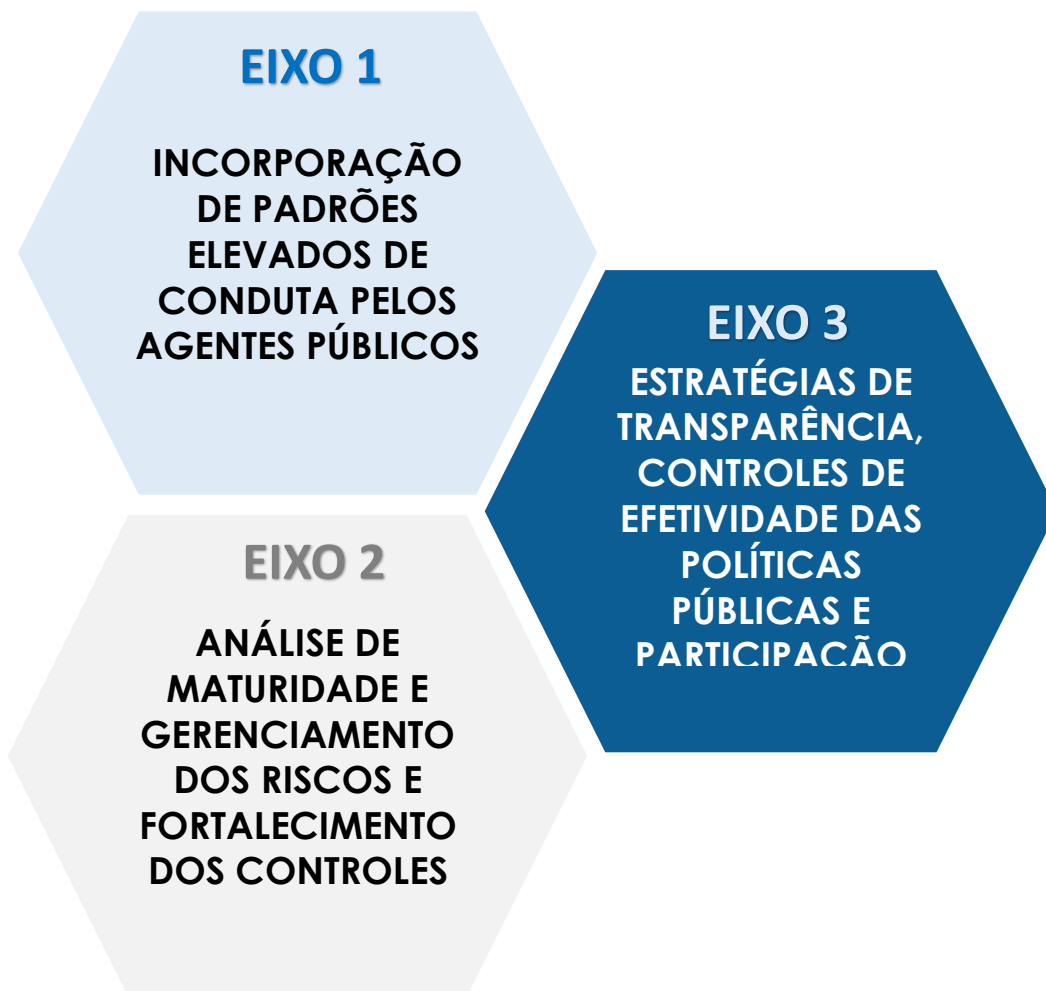 EIXO 1
INCORPORAÇÃO
DE PADRÕES
ELEVADOS DE
CONDUTA PELOS
AGENTES PÚBLICOS
EIXO 2
ANÁLISE DE
MATURIDADE E
GERENCIAMENTO
DOS RISCOS E
FORTALECIMENTO
DOS CONTROLES
EIXO 3
ESTRATÉGIAS DE
TRANSPARÊNCIA,
CONTROLES DE
EFETIVIDADE DAS
POLÍTICAS
PÚBLICAS E
PARTICIPAÇÃO